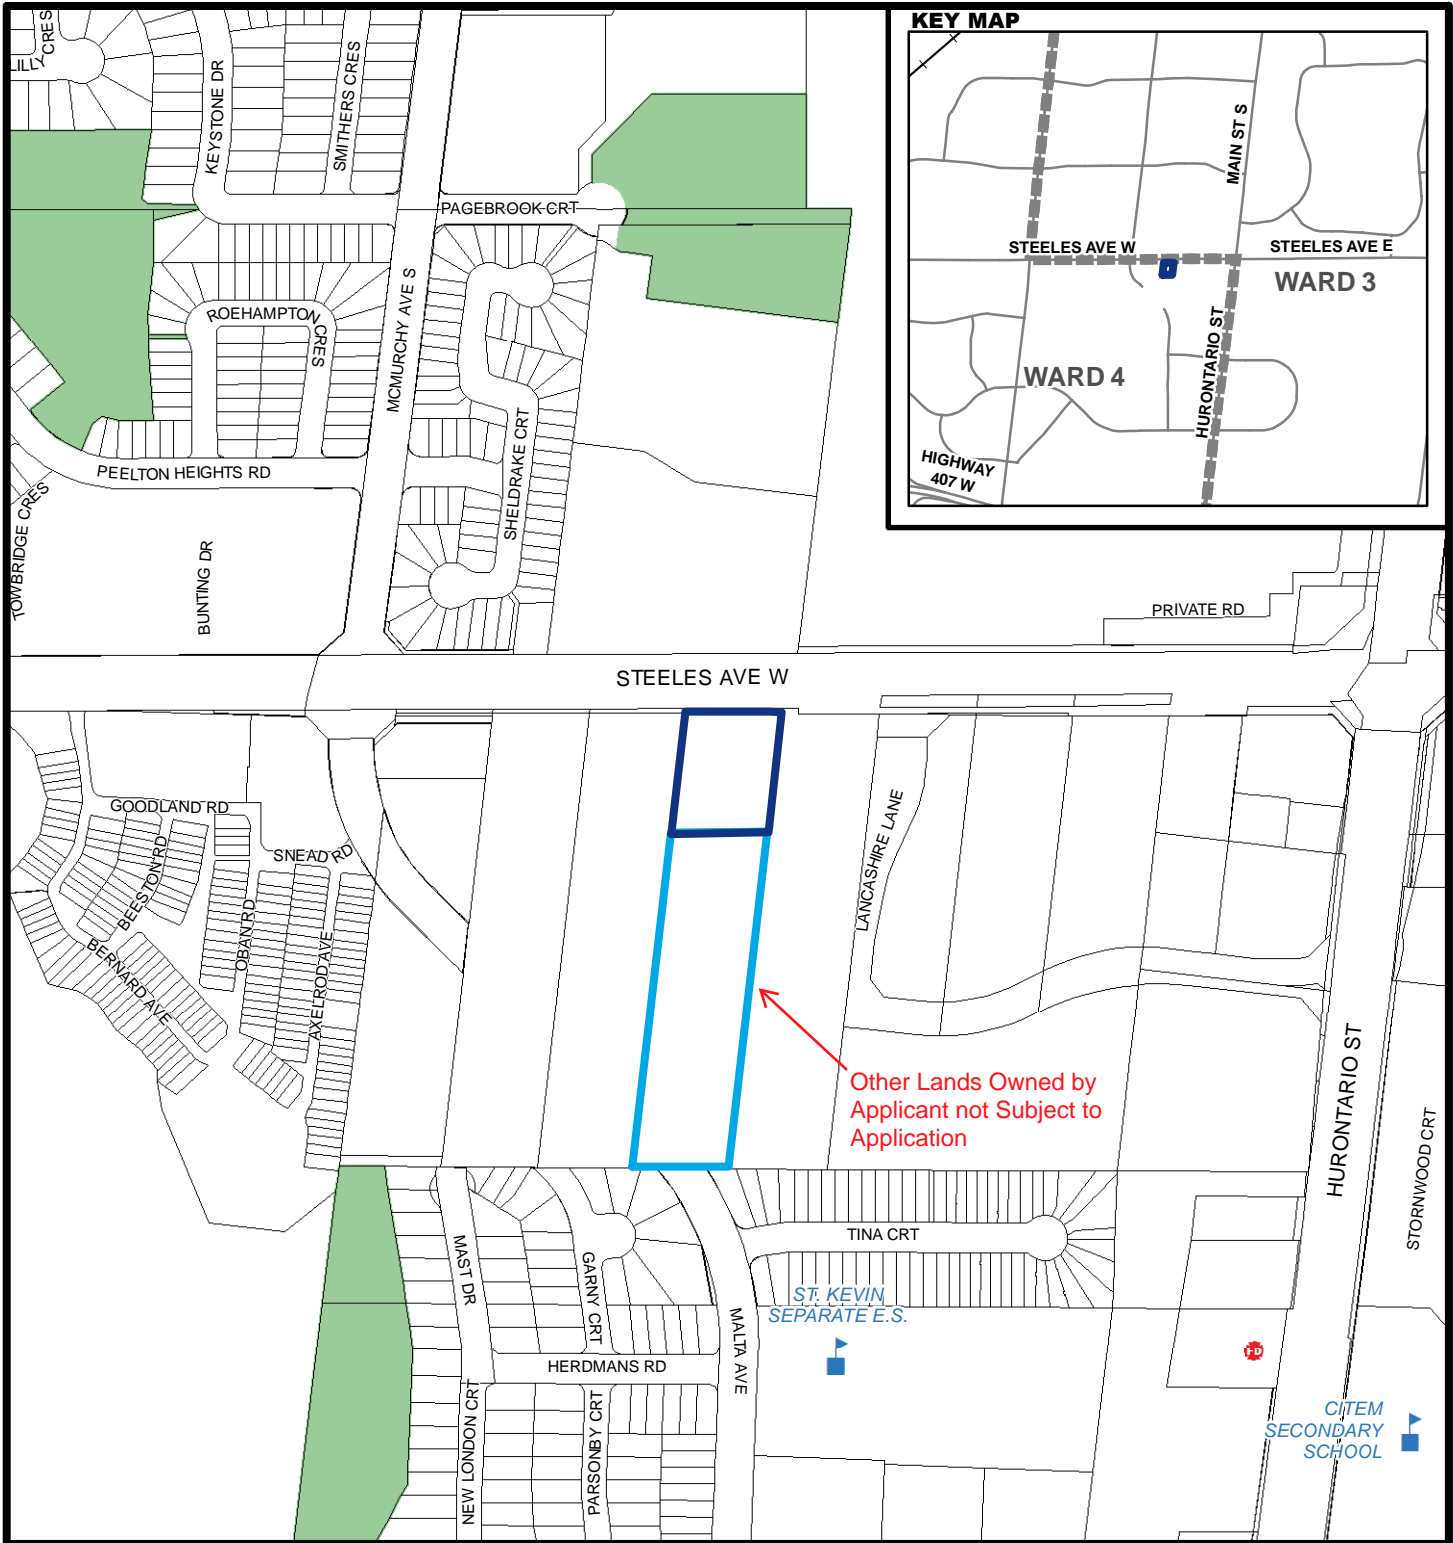 KEY MAP
MAIN ST S
STEELES AVE W
STEELES AVE E
WARD 3
HURONTARIO ST
WARD 4
HIGHWAY
407 W
LILLY CRES
KEYSTONE DR
SMITHERS CRES
PAGEBROOK CRT
ROEHAMPTON CRES
MCMURCHY AVE S
SHELDRAKE CRT
PEELTON HEIGHTS RD
TOWBRIDGE CRES
BUNTING DR
PRIVATE RD
STEELES AVE W
GOODLAND RD
SNEAD RD
BEESTON RD
OBAN RD
AXELROD AVE
BERNARD AVE
LANCASHIRE LANE
Other Lands Owned by
Applicant not Subject to
Application
HURONTARIO ST
STORNWOOD CRT
TINA CRT
MAST DR
GARNY CRT
MALTA AVE
ST. KEVIN
SEPARATE E.S.
HERDMANS RD
NEW LONDON CRT
PARSONBY CRT
CITEM
SECONDARY
SCHOOL